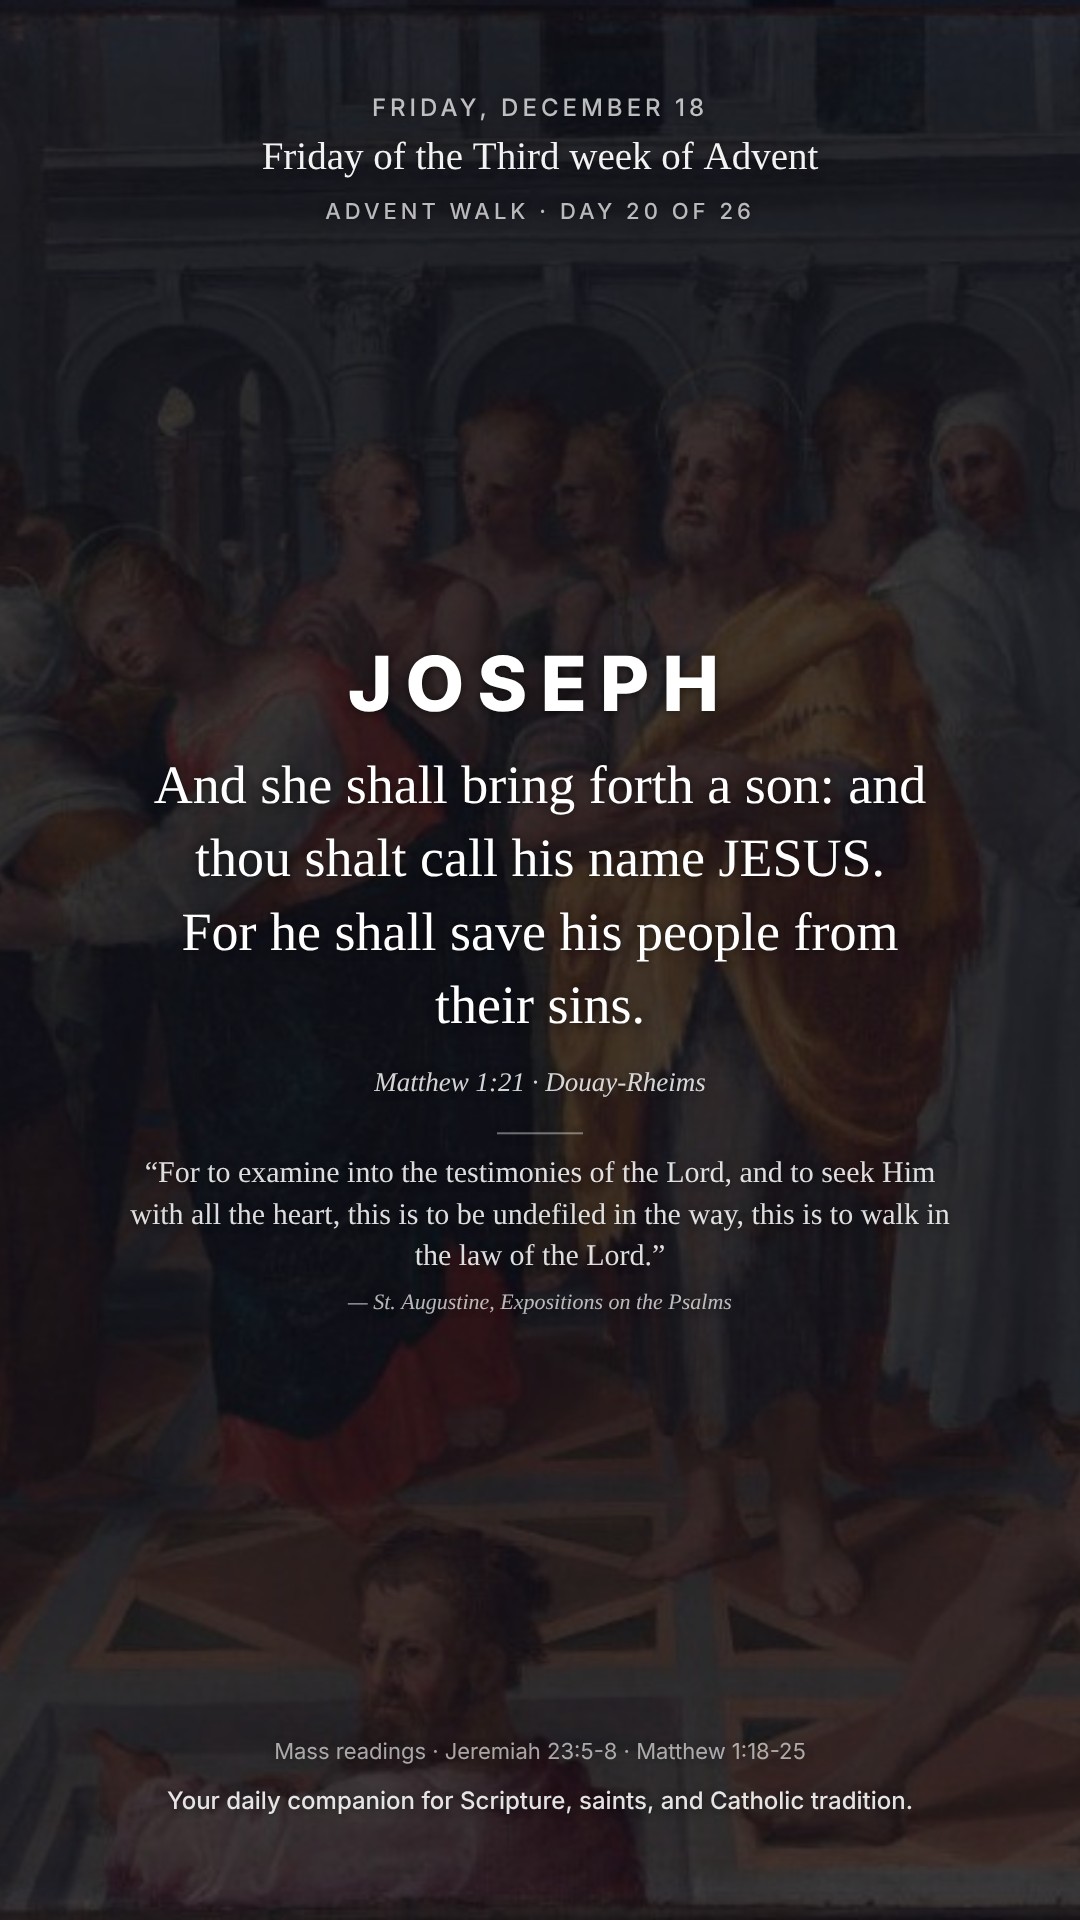 FRIDAY, DECEMBER 18
Friday of the Third week of Advent
ADVENT WALK · DAY 20 OF 26
JOSEPH
And she shall bring forth a son: and
thou shalt call his name JESUS.
For he shall save his people from
their sins.
Matthew 1:21 · Douay-Rheims
“For to examine into the testimonies of the Lord, and to seek Him
with all the heart, this is to be undefiled in the way, this is to walk in
the law of the Lord.”
— St. Augustine, Expositions on the Psalms
Mass readings · Jeremiah 23:5-8 · Matthew 1:18-25
Your daily companion for Scripture, saints, and Catholic tradition.